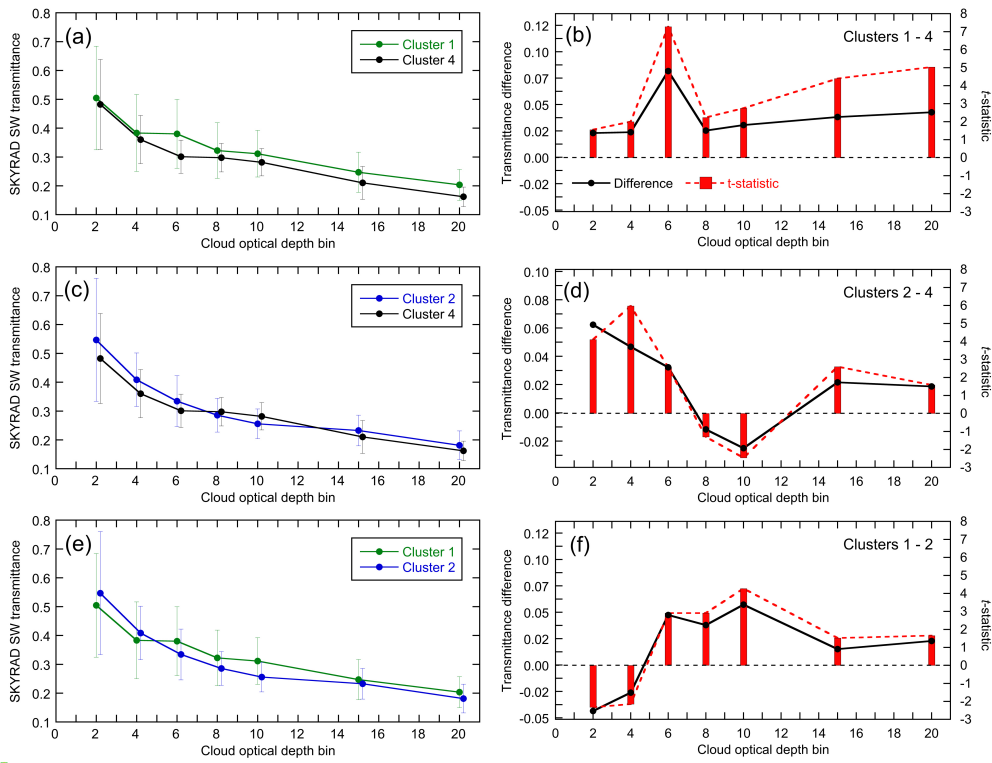 0.8
0.7
0.6
0.5
0.4
0.3
0.2
0.1
SKYRAD SW transmittance
(a)
Cluster 1
Cluster 4
0 2 4 6 8 10 12 14 16 18 20
Cloud optical depth bin
0.12
0.10
0.07
0.05
0.02
0.00
-0.02
-0.05
Transmittance difference
(b)
Clusters 1 - 4
Difference
t-statistic
8
7
6
5
4
3
2
1
0
-1
-2
-3
t-statistic
0 2 4 6 8 10 12 14 16 18 20
Cloud optical depth bin
0.8
0.7
0.6
0.5
0.4
0.3
0.2
0.1
SKYRAD SW transmittance
(c)
Cluster 2
Cluster 4
0 2 4 6 8 10 12 14 16 18 20
Cloud optical depth bin
0.10
0.08
0.06
0.04
0.02
0.00
-0.02
Transmittance difference
(d)
Clusters 2 - 4
8
7
6
5
4
3
2
1
0
-1
-2
-3
t-statistic
0 2 4 6 8 10 12 14 16 18 20
Cloud optical depth bin
0.8
0.7
0.6
0.5
0.4
0.3
0.2
0.1
SKYRAD SW transmittance
(e)
Cluster 1
Cluster 2
0 2 4 6 8 10 12 14 16 18 20
Cloud optical depth bin
0.12
0.10
0.07
0.05
0.02
0.00
-0.02
-0.05
Transmittance difference
(f)
Clusters 1 - 2
8
7
6
5
4
3
2
1
0
-1
-2
-3
t-statistic
0 2 4 6 8 10 12 14 16 18 20
Cloud optical depth bin